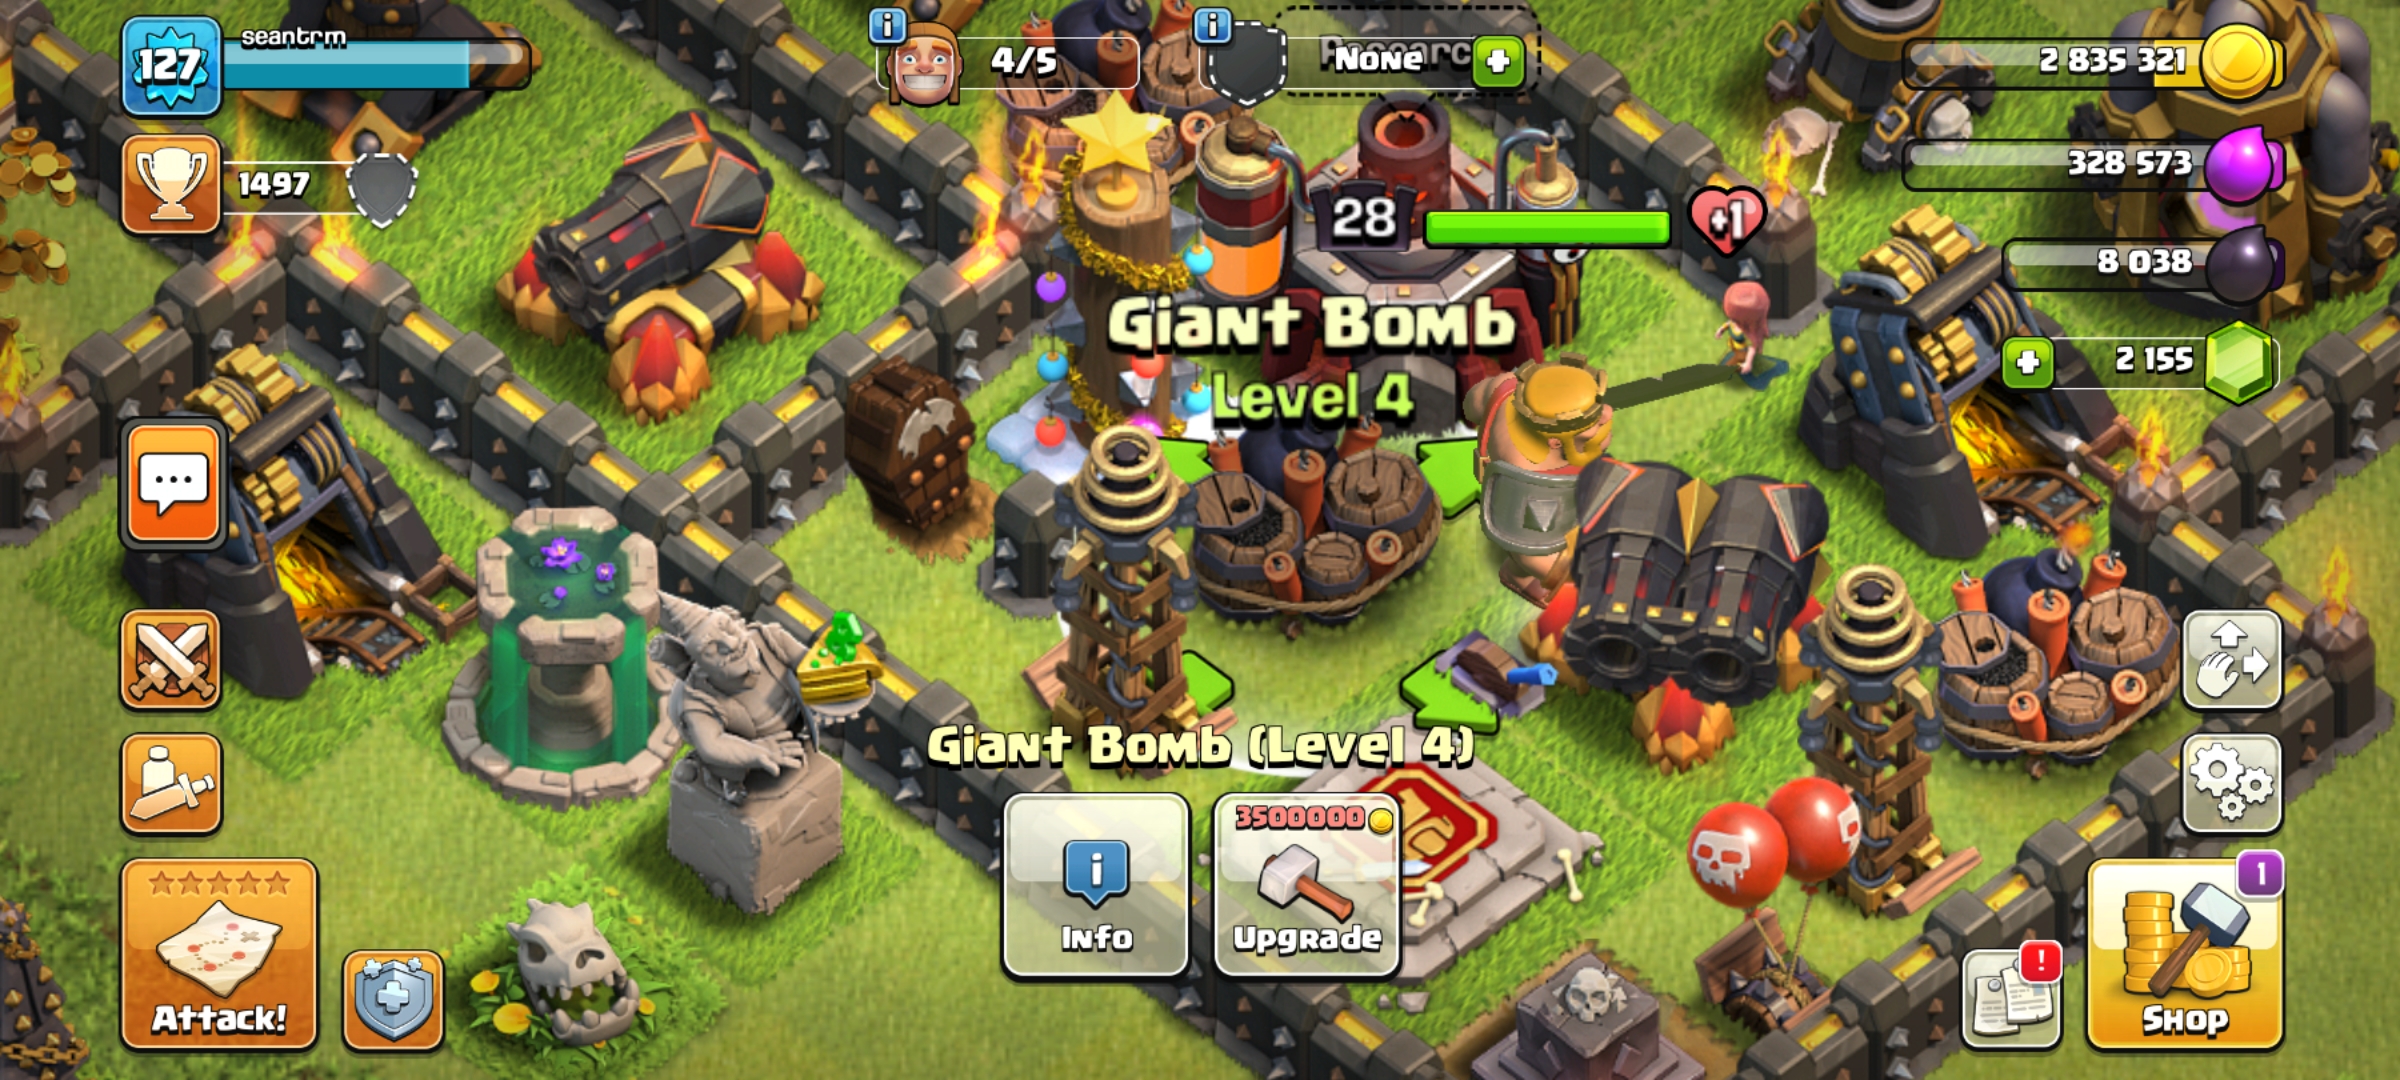 127
seantrm
4/5
None
2 835 321
1497
328 573
28
+1
8 038
Giant Bomb
Level 4
2 155
Giant Bomb (Level 4)
3500000
Info
Upgrade
1
!
Attack!
Shop